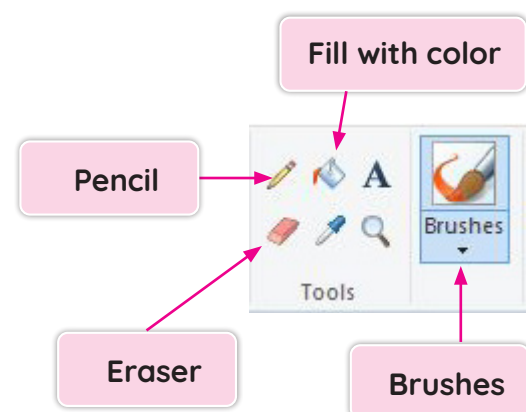 Fill with color
Pencil
A
Brushes
Tools
Eraser
Brushes